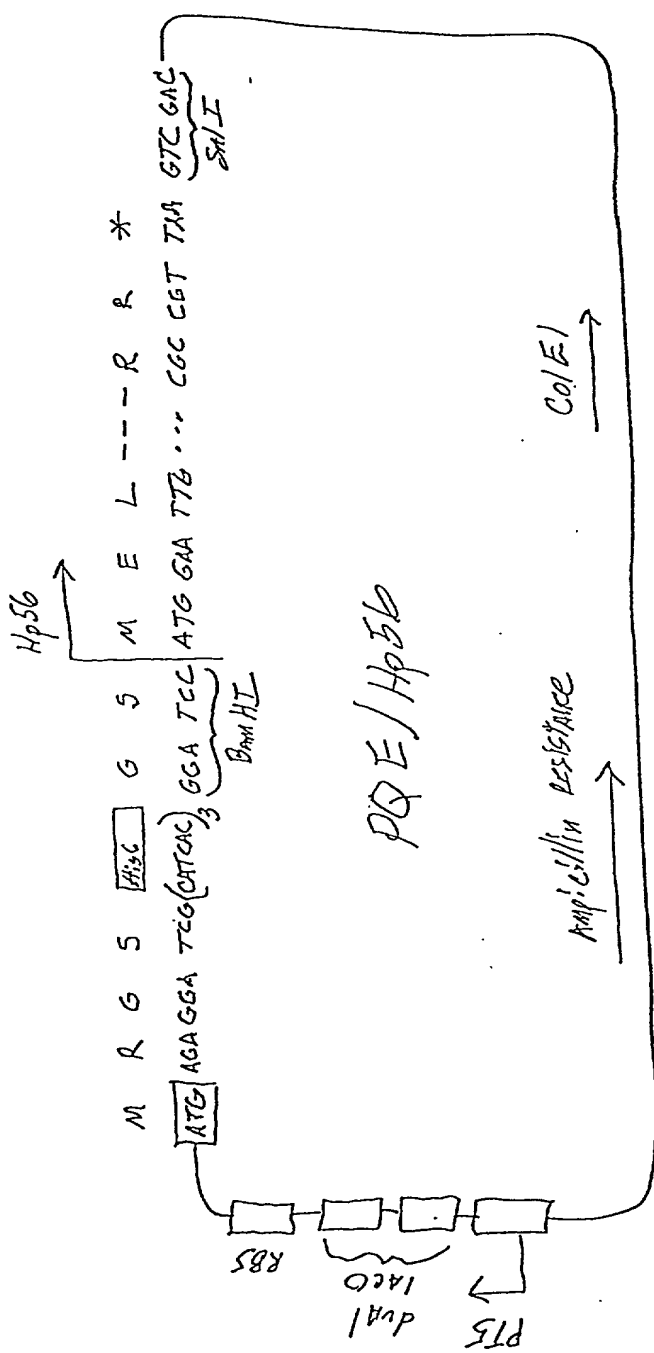 Hp56
M R G S His6 G S M E L --- R R *
ATG AGA GGA TCG (CATCAC)3 GGA TCC ATG GAA TTG ... CGC CGT TAA GTC GAC
BamHI
SalI
RBS
dual
lacO
PT5
PQE/Hp56
Ampicillin resistance
ColE1